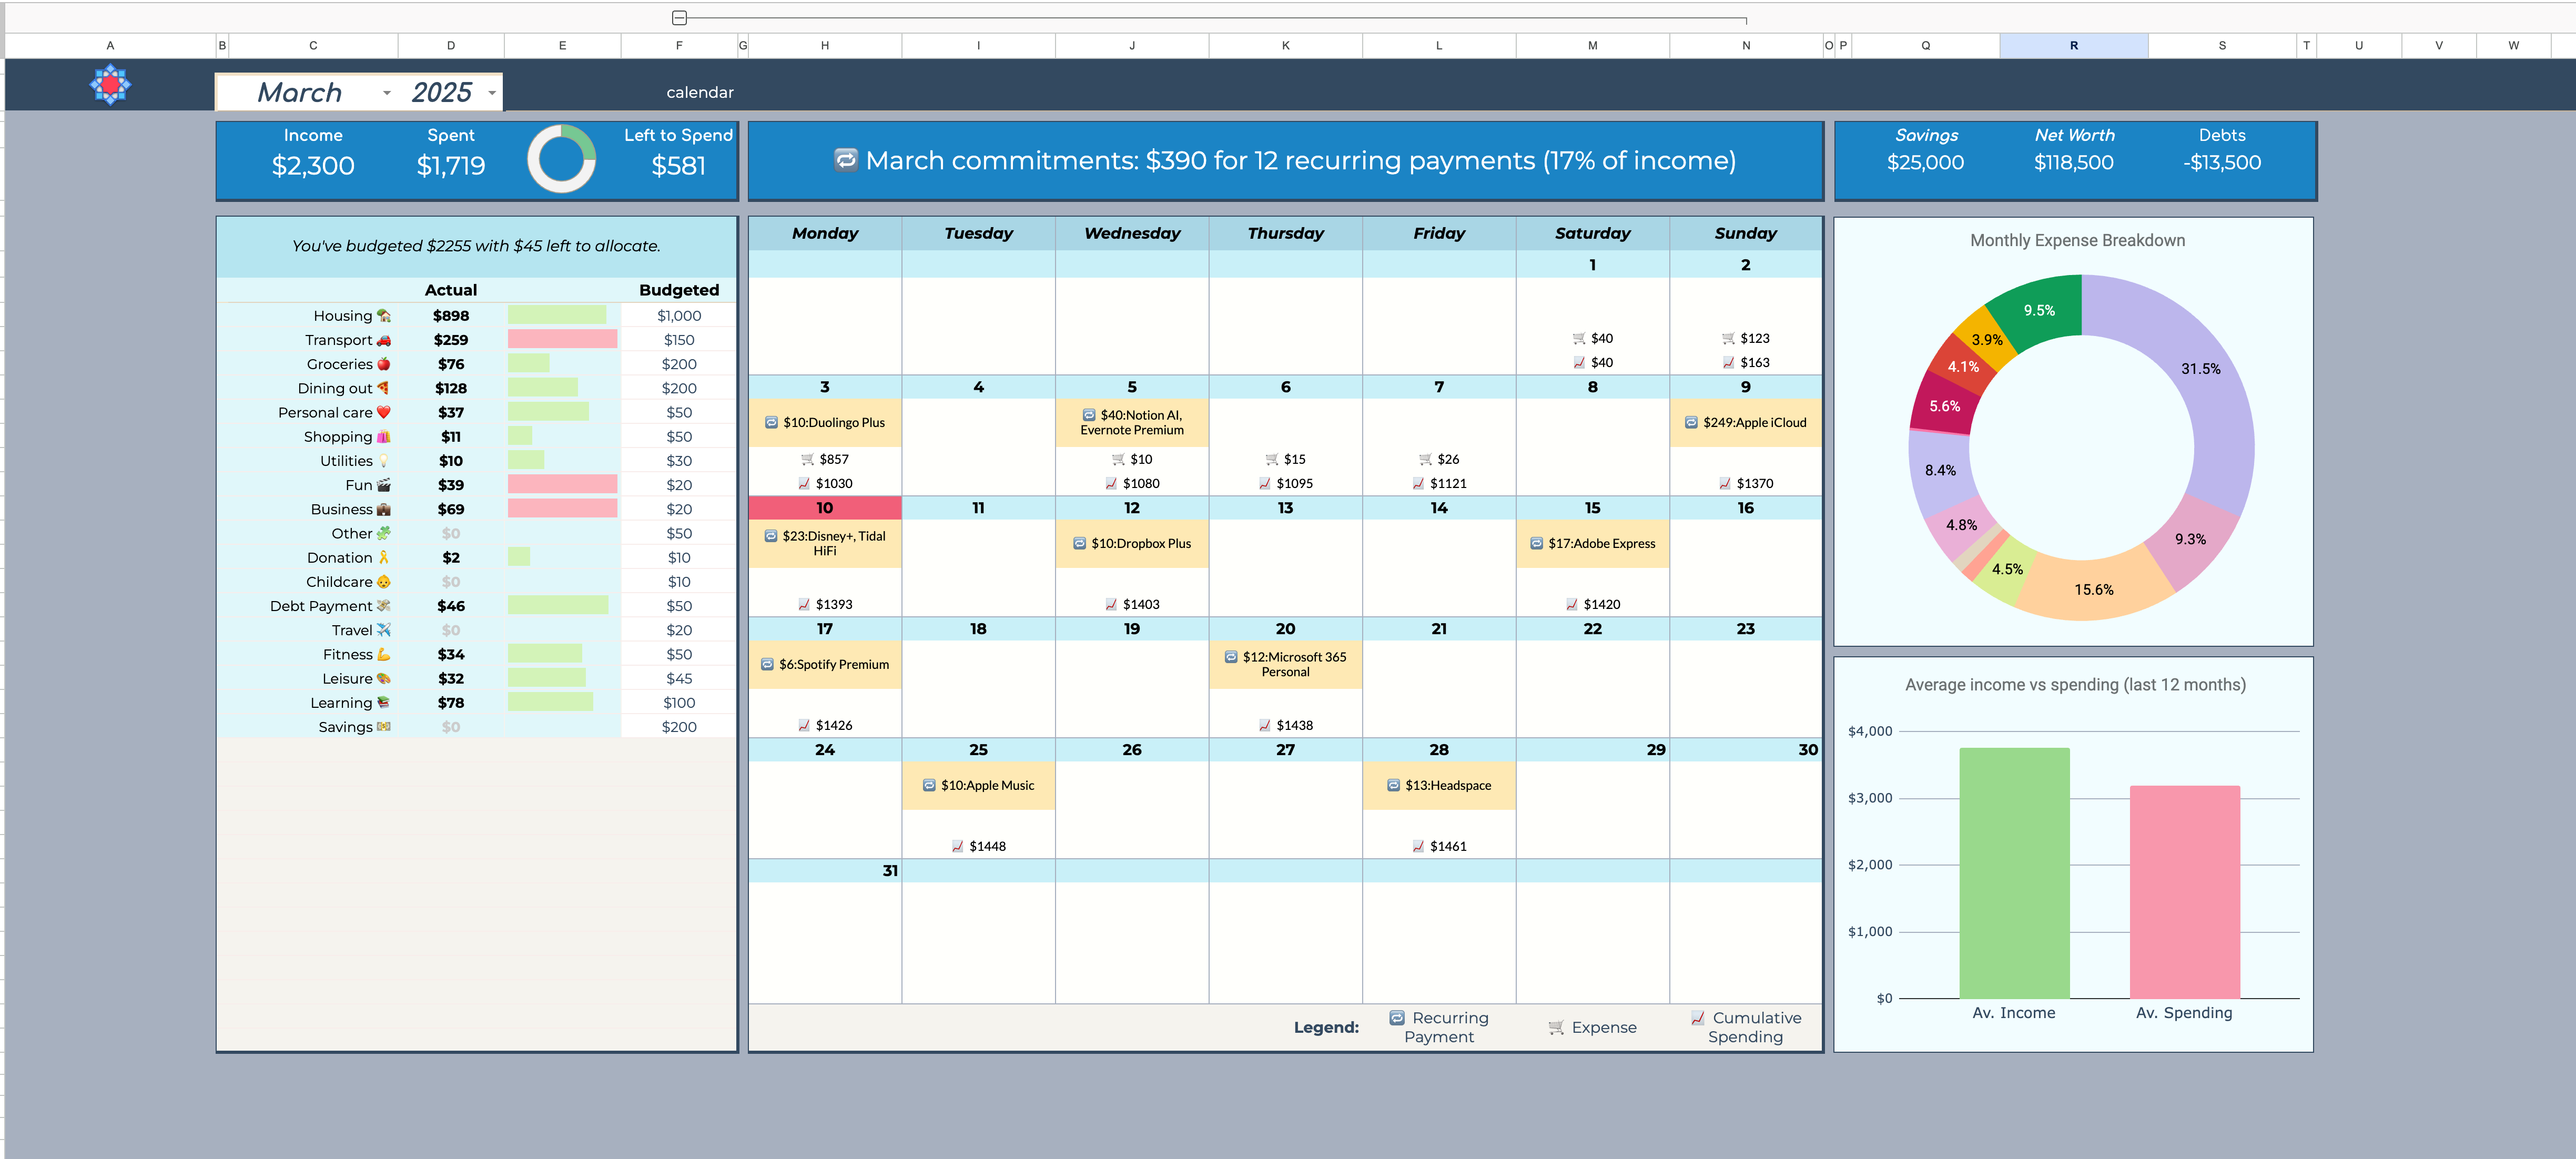 A B C D E F G H I J K L M N O P Q R S T U V W
March 2025 calendar
Income Spent Left to Spend
$2,300 $1,719 $581
March commitments: $390 for 12 recurring payments (17% of income)
Savings Net Worth Debts
$25,000 $118,500 -$13,500
You've budgeted $2255 with $45 left to allocate.
Actual Budgeted
Housing $898 $1,000
Transport $259 $150
Groceries $76 $200
Dining out $128 $200
Personal care $37 $50
Shopping $11 $50
Utilities $10 $30
Fun $39 $20
Business $69 $20
Other $0 $50
Donation $2 $10
Childcare $0 $10
Debt Payment $46 $50
Travel $0 $20
Fitness $34 $50
Leisure $32 $45
Learning $78 $100
Savings $0 $200
Monday Tuesday Wednesday Thursday Friday Saturday Sunday
1 2
$40 $123
$40 $163
3 4 5 6 7 8 9
$10:Duolingo Plus
$40:Notion AI,
Evernote Premium
$249:Apple iCloud
$857 $10 $15 $26
$1030 $1080 $1095 $1121 $1370
10 11 12 13 14 15 16
$23:Disney+, Tidal
HiFi
$10:Dropbox Plus
$17:Adobe Express
$1393 $1403 $1420
17 18 19 20 21 22 23
$6:Spotify Premium
$12:Microsoft 365
Personal
$1426 $1438
24 25 26 27 28 29 30
$10:Apple Music
$13:Headspace
$1448 $1461
31
Legend:
Recurring
Payment
Expense
Cumulative
Spending
Monthly Expense Breakdown
31.5%
9.3%
15.6%
4.5%
4.8%
8.4%
5.6%
4.1%
3.9%
9.5%
Average income vs spending (last 12 months)
$4,000
$3,000
$2,000
$1,000
$0
Av. Income Av. Spending